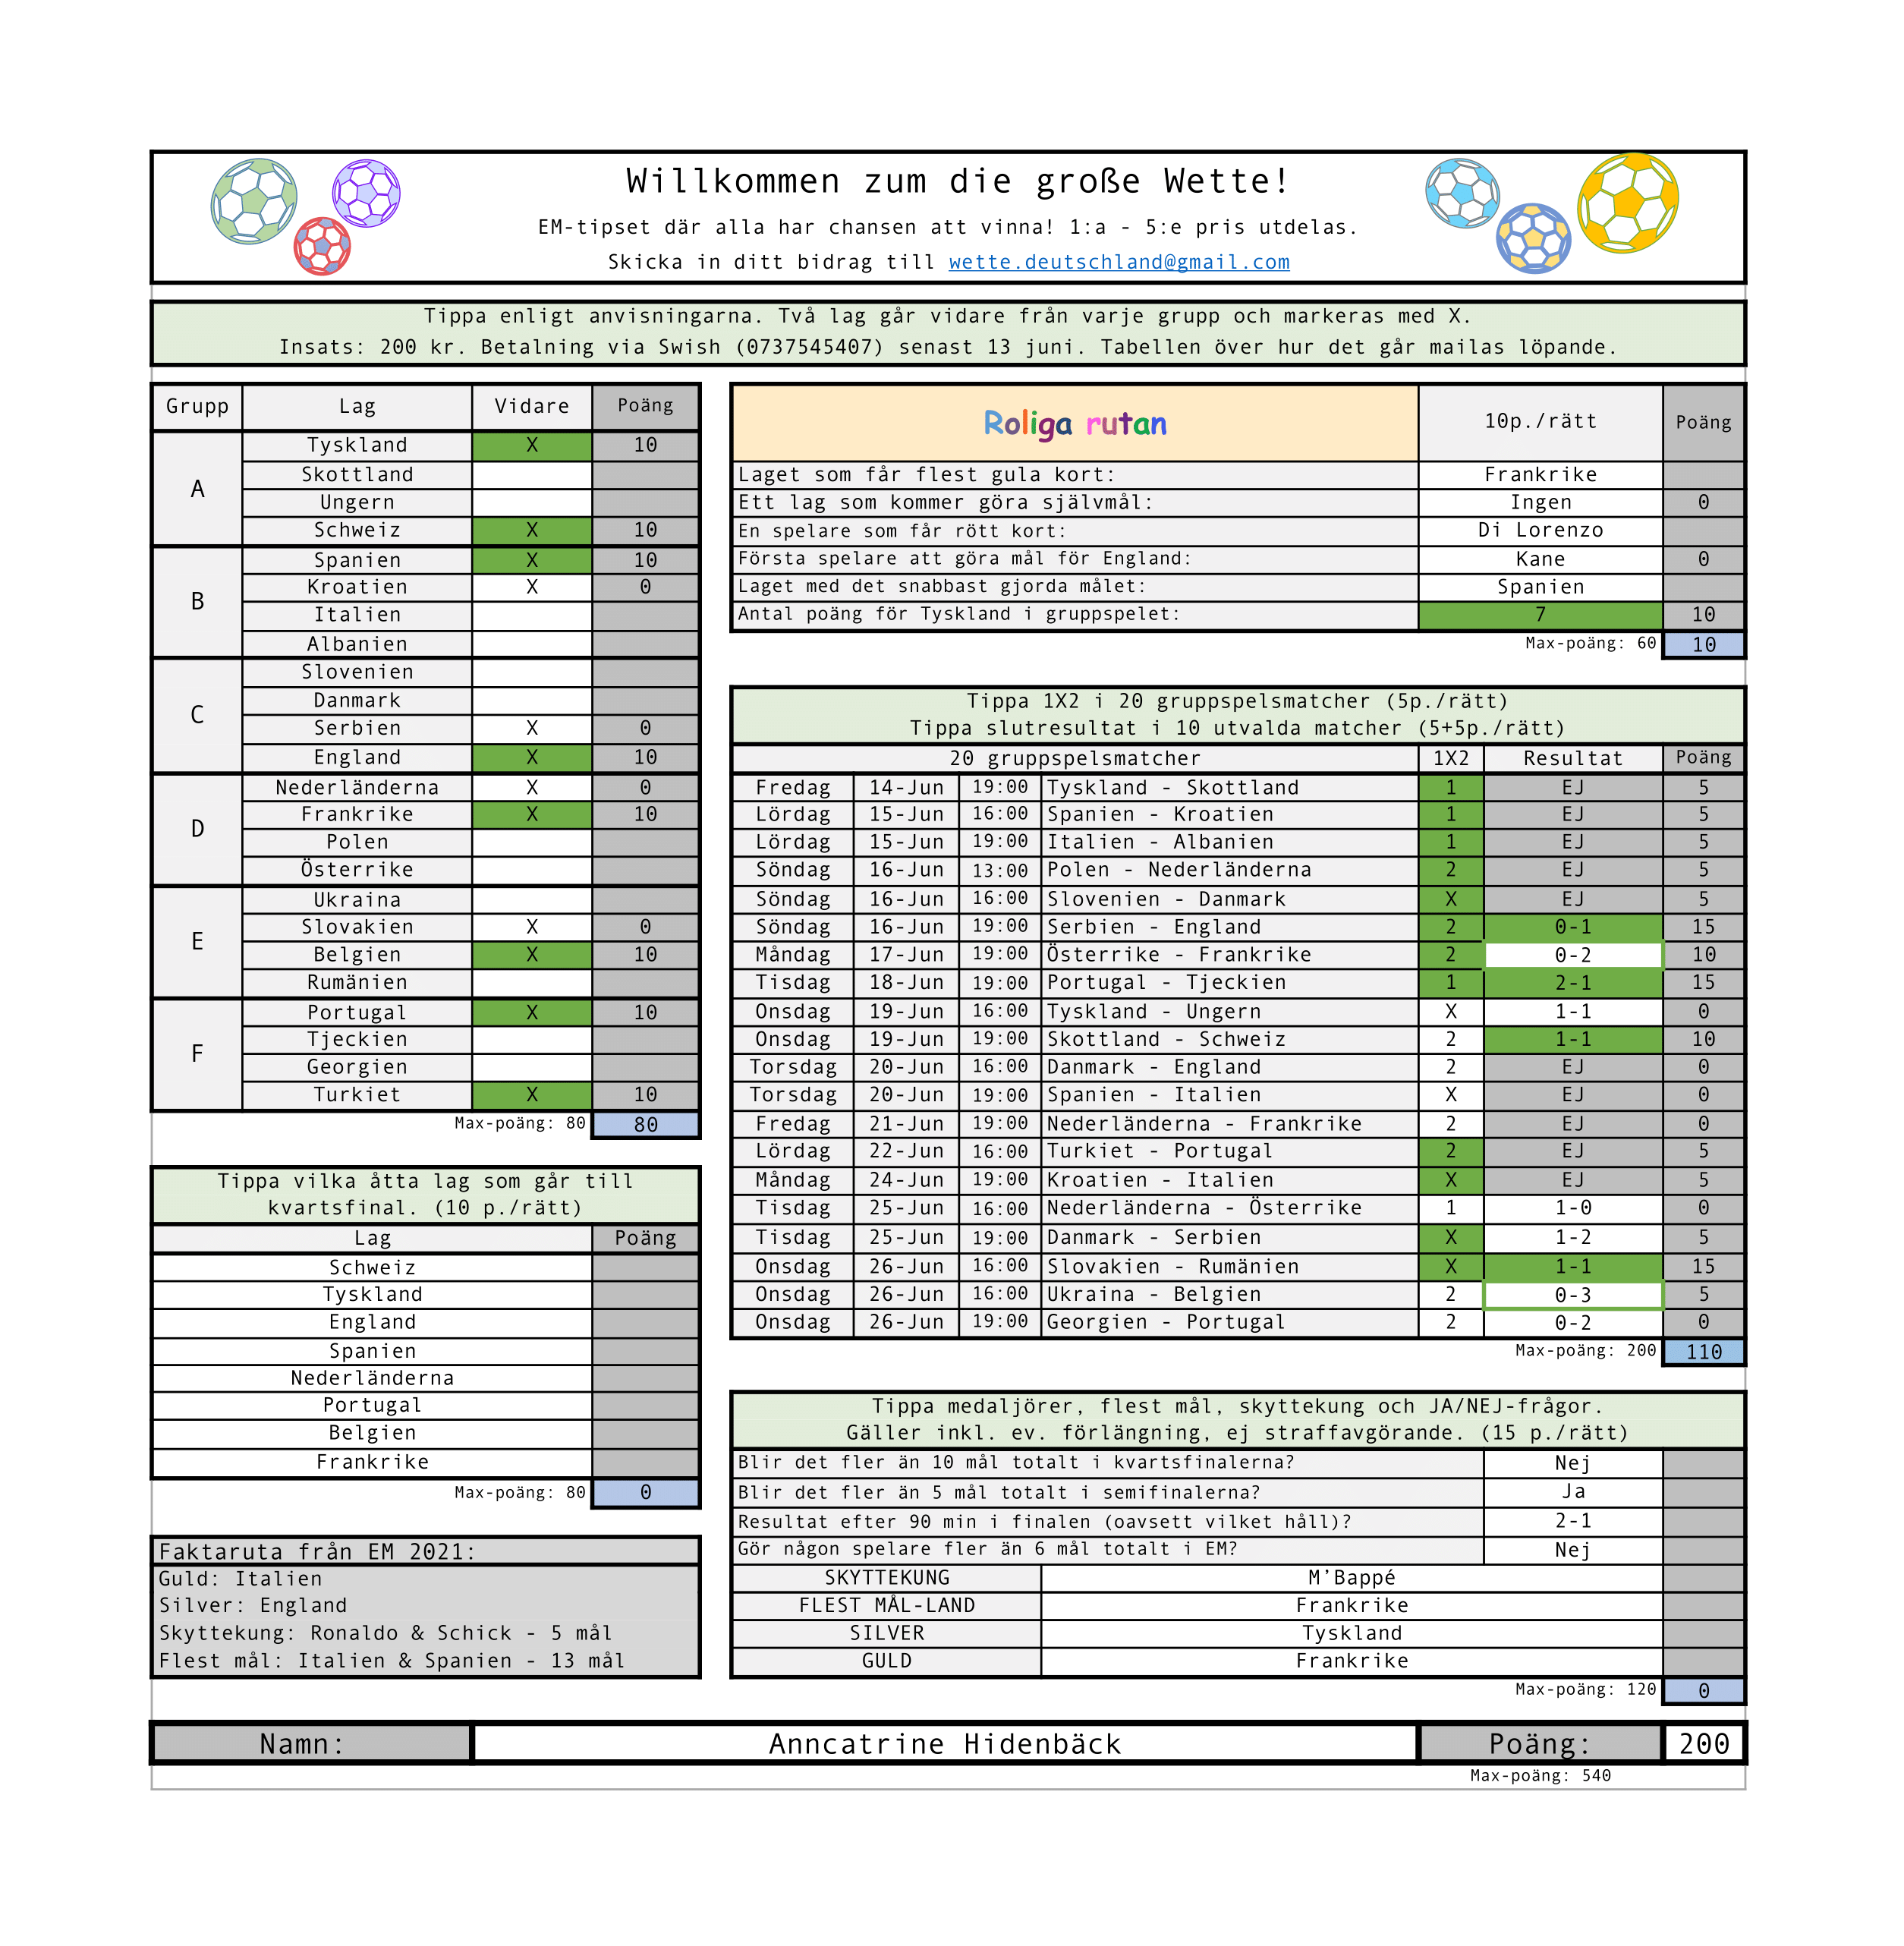 Willkommen zum die große Wette!
EM-tipset där alla har chansen att vinna! 1:a - 5:e pris utdelas.
Skicka in ditt bidrag till wette.deutschland@gmail.com
Tippa enligt anvisningarna. Två lag går vidare från varje grupp och markeras med X.
Insats: 200 kr. Betalning via Swish (0737545407) senast 13 juni. Tabellen över hur det går mailas löpande.
Grupp Lag Vidare Poäng
A
Tyskland X 10
Skottland
Ungern
Schweiz X 10
B
Spanien X 10
Kroatien X 0
Italien
Albanien
C
Slovenien
Danmark
Serbien X 0
England X 10
D
Nederländerna X 0
Frankrike X 10
Polen
Österrike
E
Ukraina
Slovakien X 0
Belgien X 10
Rumänien
F
Portugal X 10
Tjeckien
Georgien
Turkiet X 10
Max-poäng: 80 80
Tippa vilka åtta lag som går till
kvartsfinal. (10 p./rätt)
Lag Poäng
Schweiz
Tyskland
England
Spanien
Nederländerna
Portugal
Belgien
Frankrike
Max-poäng: 80 0
Faktaruta från EM 2021:
Guld: Italien
Silver: England
Skyttekung: Ronaldo & Schick - 5 mål
Flest mål: Italien & Spanien - 13 mål
Roliga rutan 10p./rätt Poäng
Laget som får flest gula kort: Frankrike
Ett lag som kommer göra självmål: Ingen 0
En spelare som får rött kort: Di Lorenzo
Första spelare att göra mål för England: Kane 0
Laget med det snabbast gjorda målet: Spanien
Antal poäng för Tyskland i gruppspelet: 7 10
Max-poäng: 60 10
Tippa 1X2 i 20 gruppspelsmatcher (5p./rätt)
Tippa slutresultat i 10 utvalda matcher (5+5p./rätt)
20 gruppspelsmatcher 1X2 Resultat Poäng
Fredag 14-Jun 19:00 Tyskland - Skottland 1 EJ 5
Lördag 15-Jun 16:00 Spanien - Kroatien 1 EJ 5
Lördag 15-Jun 19:00 Italien - Albanien 1 EJ 5
Söndag 16-Jun 13:00 Polen - Nederländerna 2 EJ 5
Söndag 16-Jun 16:00 Slovenien - Danmark X EJ 5
Söndag 16-Jun 19:00 Serbien - England 2 0-1 15
Måndag 17-Jun 19:00 Österrike - Frankrike 2 0-2 10
Tisdag 18-Jun 19:00 Portugal - Tjeckien 1 2-1 15
Onsdag 19-Jun 16:00 Tyskland - Ungern X 1-1 0
Onsdag 19-Jun 19:00 Skottland - Schweiz 2 1-1 10
Torsdag 20-Jun 16:00 Danmark - England 2 EJ 0
Torsdag 20-Jun 19:00 Spanien - Italien X EJ 0
Fredag 21-Jun 19:00 Nederländerna - Frankrike 2 EJ 0
Lördag 22-Jun 16:00 Turkiet - Portugal 2 EJ 5
Måndag 24-Jun 19:00 Kroatien - Italien X EJ 5
Tisdag 25-Jun 16:00 Nederländerna - Österrike 1 1-0 0
Tisdag 25-Jun 19:00 Danmark - Serbien X 1-2 5
Onsdag 26-Jun 16:00 Slovakien - Rumänien X 1-1 15
Onsdag 26-Jun 16:00 Ukraina - Belgien 2 0-3 5
Onsdag 26-Jun 19:00 Georgien - Portugal 2 0-2 0
Max-poäng: 200 110
Tippa medaljörer, flest mål, skyttekung och JA/NEJ-frågor.
Gäller inkl. ev. förlängning, ej straffavgörande. (15 p./rätt)
Blir det fler än 10 mål totalt i kvartsfinalerna? Nej
Blir det fler än 5 mål totalt i semifinalerna? Ja
Resultat efter 90 min i finalen (oavsett vilket håll)? 2-1
Gör någon spelare fler än 6 mål totalt i EM? Nej
SKYTTEKUNG M’Bappé
FLEST MÅL-LAND Frankrike
SILVER Tyskland
GULD Frankrike
Max-poäng: 120 0
Namn: Anncatrine Hidenbäck Poäng: 200
Max-poäng: 540